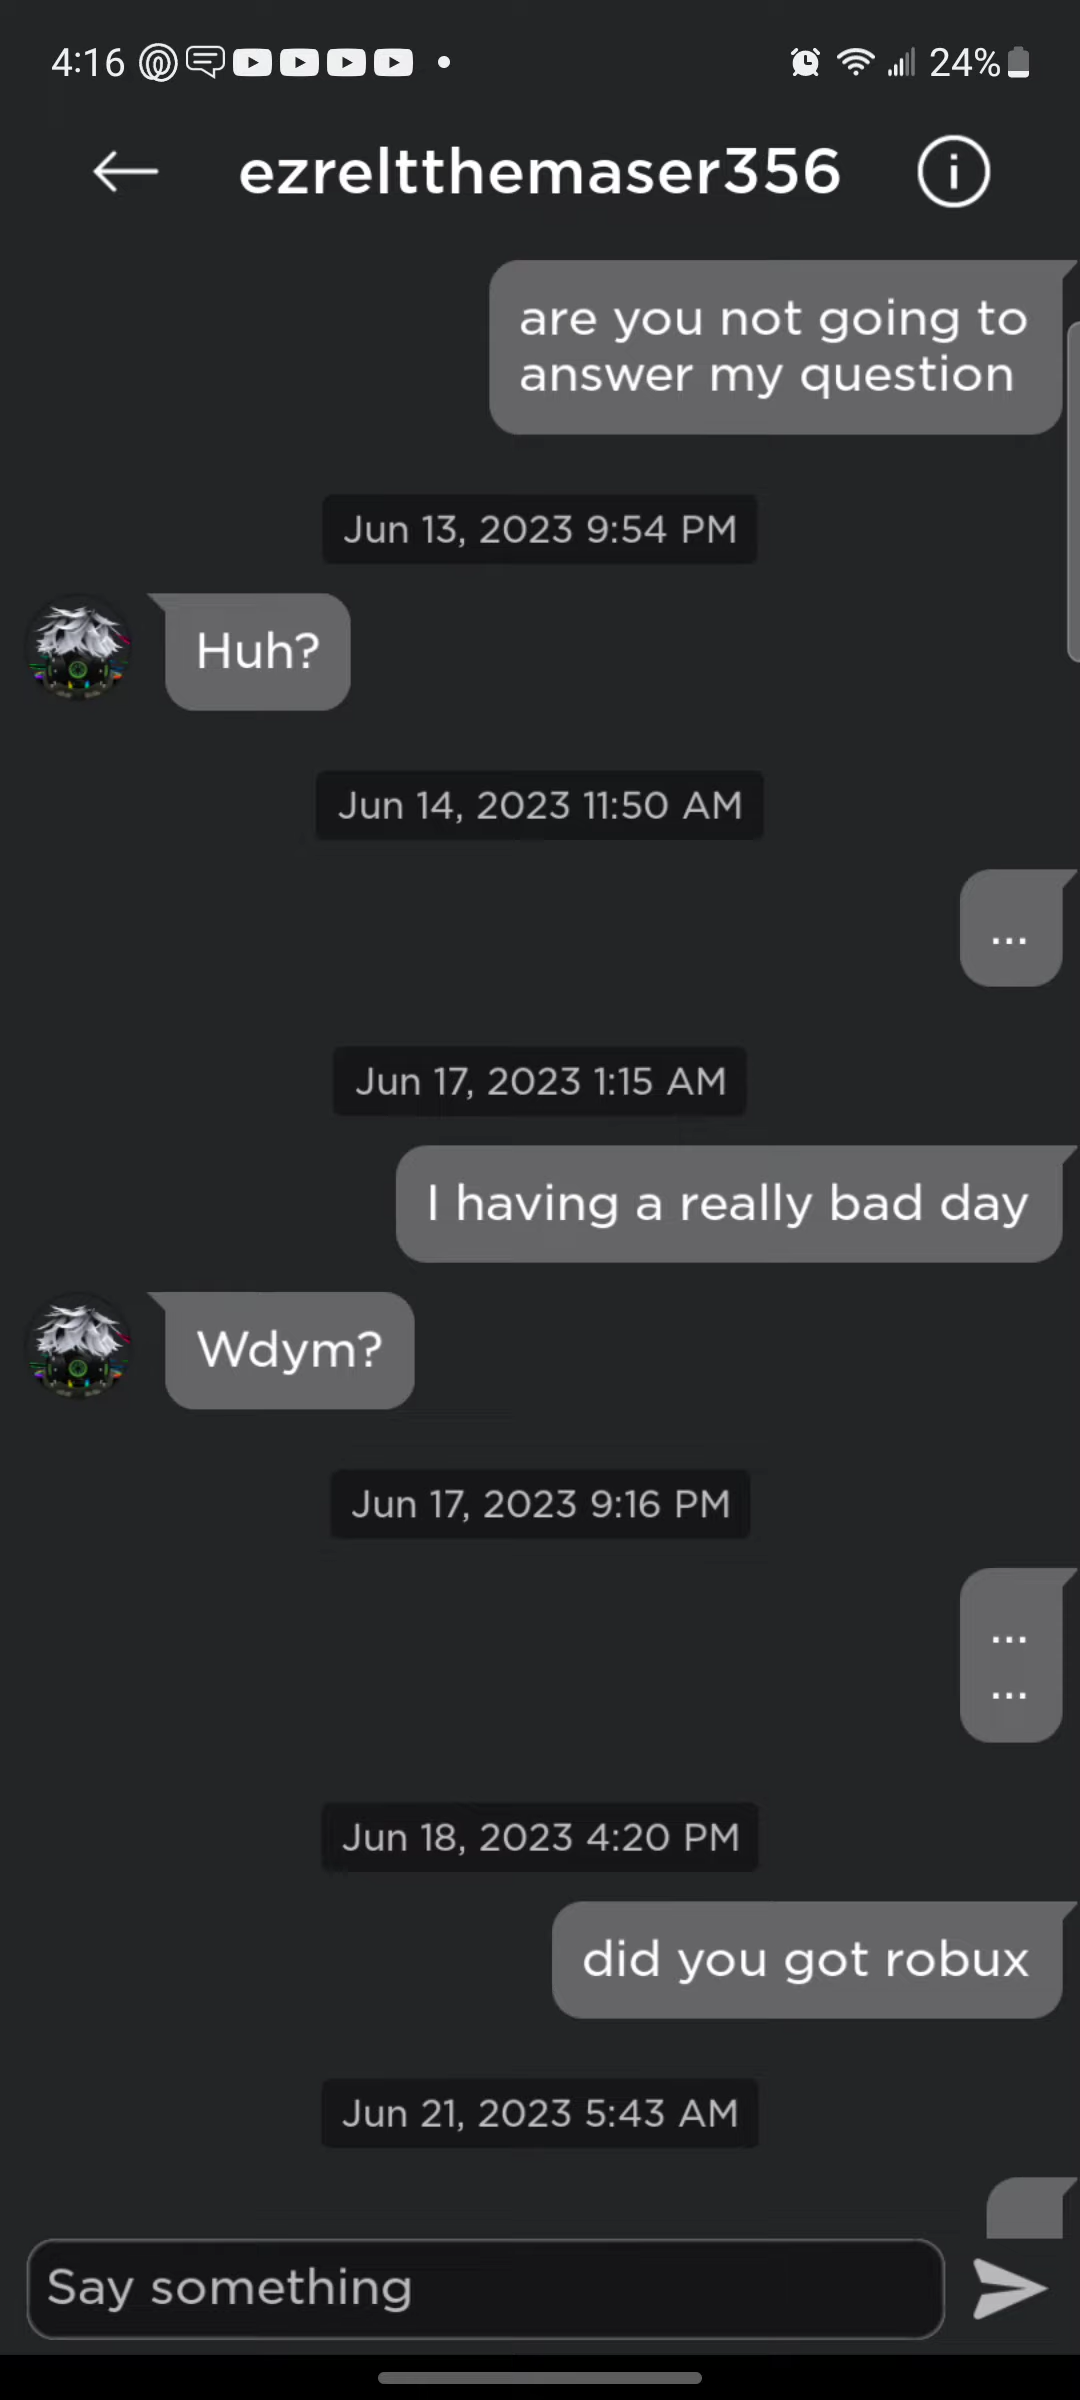 4:16 24%
ezreltthemaser356
are you not going to
answer my question
Jun 13, 2023 9:54 PM
Huh?
Jun 14, 2023 11:50 AM
...
Jun 17, 2023 1:15 AM
I having a really bad day
Wdym?
Jun 17, 2023 9:16 PM
...
...
Jun 18, 2023 4:20 PM
did you got robux
Jun 21, 2023 5:43 AM
Say something